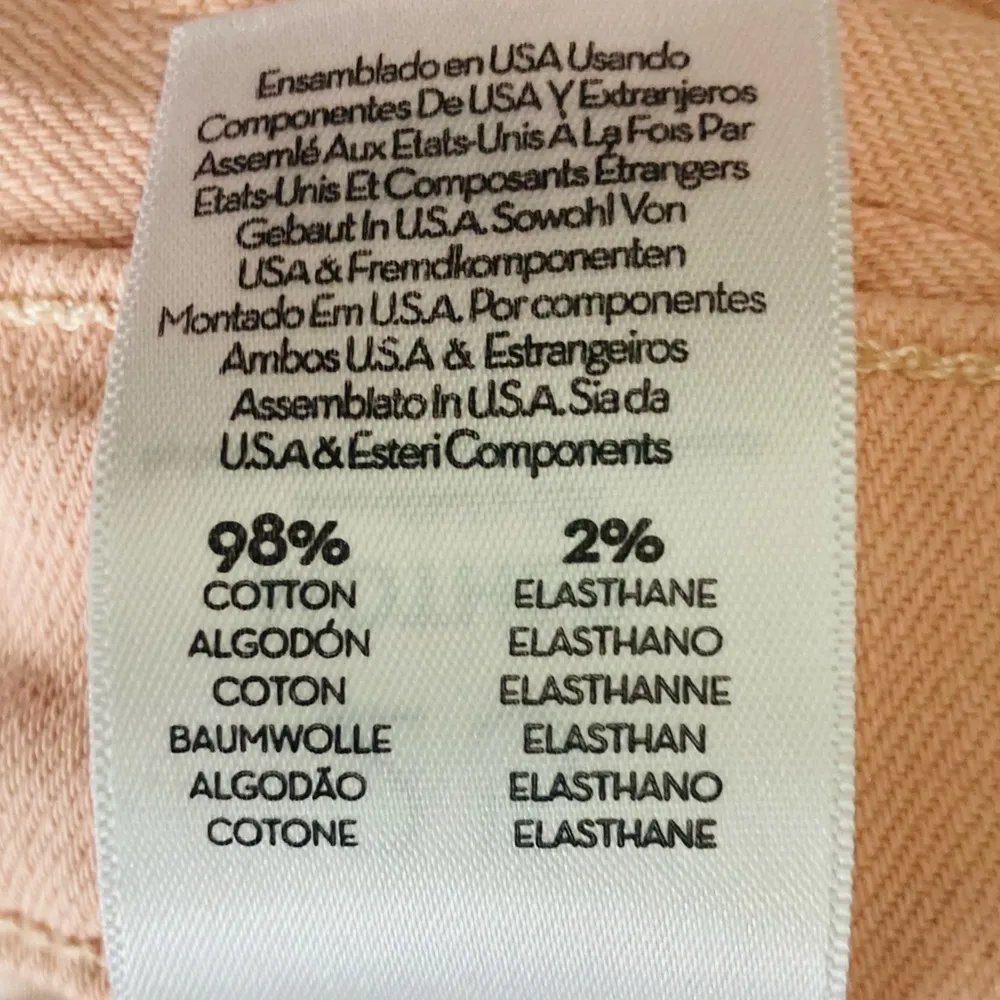 Ensamblado en USA Usando
Componentes De USA Y Extranjeros
Assemlé Aux Etats-Unis À La Fois Par
Etats-Unis Et Composants Étrangers
Gebaut In U.S.A. Sowohl Von
USA & Fremdkomponenten
Montado Em U.S.A. Por componentes
Ambos U.S.A & Estrangeiros
Assemblato In U.S.A. Sia da
U.S.A & Esteri Components
98% 2%
COTTON ELASTHANE
ALGODÓN ELASTHANO
COTON ELASTHANNE
BAUMWOLLE ELASTHAN
ALGODÃO ELASTHANO
COTONE ELASTHANE